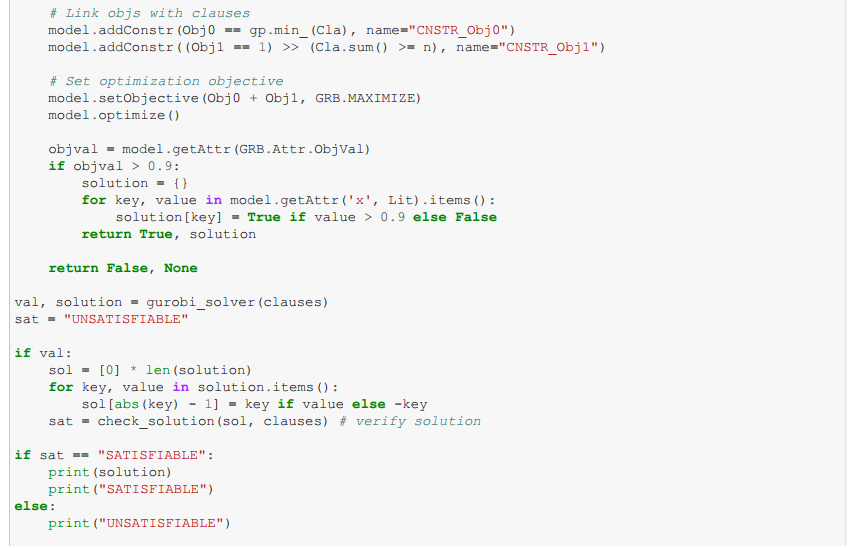 # Link objs with clauses
model.addConstr(Obj0 == gp.min_(Cla), name="CNSTR_Obj0")
model.addConstr((Obj1 == 1) >> (Cla.sum() >= n), name="CNSTR_Obj1")
# Set optimization objective
model.setObjective(Obj0 + Obj1, GRB.MAXIMIZE)
model.optimize()
objval = model.getAttr(GRB.Attr.ObjVal)
if objval > 0.9:
solution = {}
for key, value in model.getAttr('x', Lit).items():
solution[key] = True if value > 0.9 else False
return True, solution
return False, None
val, solution = gurobi_solver(clauses)
sat = "UNSATISFIABLE"
if val:
sol = [0] * len(solution)
for key, value in solution.items():
sol[abs(key) - 1] = key if value else -key
sat = check_solution(sol, clauses) # verify solution
if sat == "SATISFIABLE":
print(solution)
print("SATISFIABLE")
else:
print("UNSATISFIABLE")